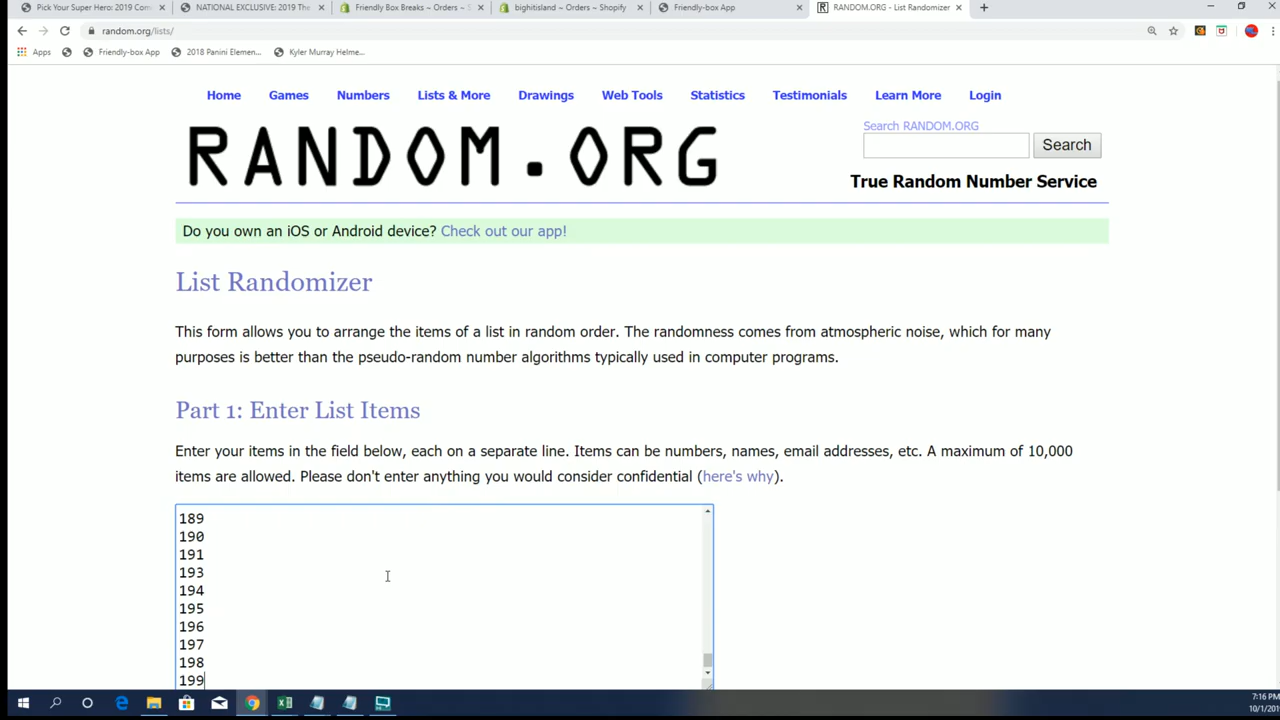 Pick Your Super Hero: 2019 Com
NATIONAL EXCLUSIVE: 2019 The
Friendly Box Breaks ~ Orders ~ S
bighitisland ~ Orders ~ Shopify
Friendly-box App
RANDOM.ORG - List Randomizer
random.org/lists/
Apps
Friendly-box App
2018 Panini Elemen...
Kyler Murray Helme...
Home
Games
Numbers
Lists & More
Drawings
Web Tools
Statistics
Testimonials
Learn More
Login
RANDOM.ORG
Search RANDOM.ORG
Search
True Random Number Service
Do you own an iOS or Android device? Check out our app!
List Randomizer
This form allows you to arrange the items of a list in random order. The randomness comes from atmospheric noise, which for many
purposes is better than the pseudo-random number algorithms typically used in computer programs.
Part 1: Enter List Items
Enter your items in the field below, each on a separate line. Items can be numbers, names, email addresses, etc. A maximum of 10,000
items are allowed. Please don't enter anything you would consider confidential (here's why).
189
190
191
193
194
195
196
197
198
199
7:16 PM
10/1/20